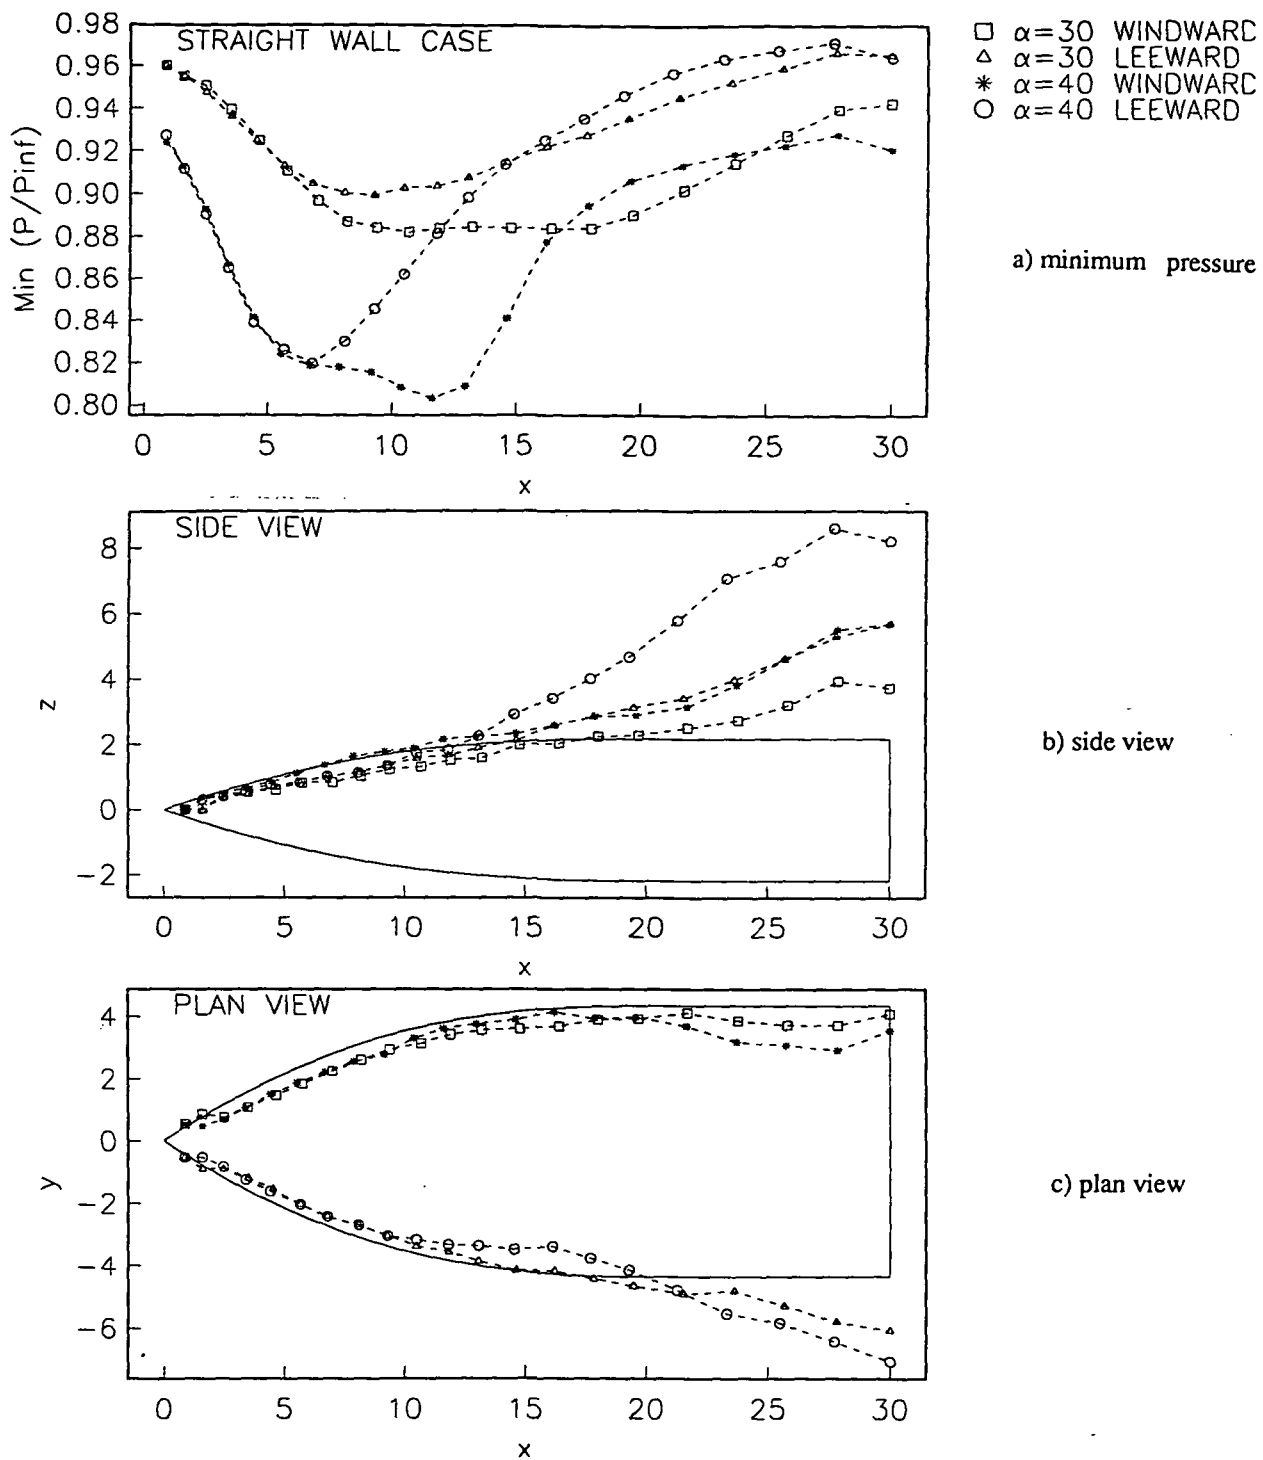 STRAIGHT WALL CASE
0.98
0.96
0.94
0.92
0.90
0.88
0.86
0.84
0.82
0.80
Min (P/Pinf)
0 5 10 15 20 25 30
x
α=30 WINDWARD
α=30 LEEWARD
α=40 WINDWARD
α=40 LEEWARD
a) minimum pressure
SIDE VIEW
8
6
4
2
0
−2
z
0 5 10 15 20 25 30
x
b) side view
PLAN VIEW
4
2
0
−2
−4
−6
y
0 5 10 15 20 25 30
x
c) plan view